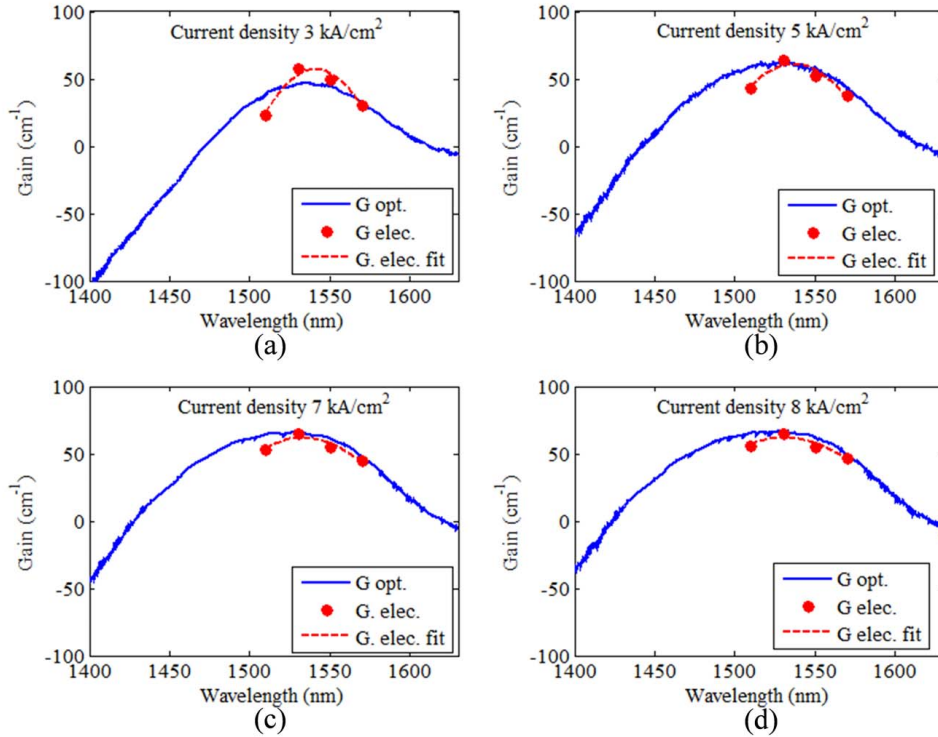 Current density 3 kA/cm²
Gain (cm⁻¹)
100
50
0
-50
-100
G opt.
G elec.
G. elec. fit
1400 1450 1500 1550 1600
Wavelength (nm)
(a)
Current density 5 kA/cm²
Gain (cm⁻¹)
100
50
0
-50
-100
G opt.
G elec.
G elec. fit
1400 1450 1500 1550 1600
Wavelength (nm)
(b)
Current density 7 kA/cm²
Gain (cm⁻¹)
100
50
0
-50
-100
G opt.
G. elec.
G. elec. fit
1400 1450 1500 1550 1600
Wavelength (nm)
(c)
Current density 8 kA/cm²
Gain (cm⁻¹)
100
50
0
-50
-100
G opt.
G elec.
G elec. fit
1400 1450 1500 1550 1600
Wavelength (nm)
(d)